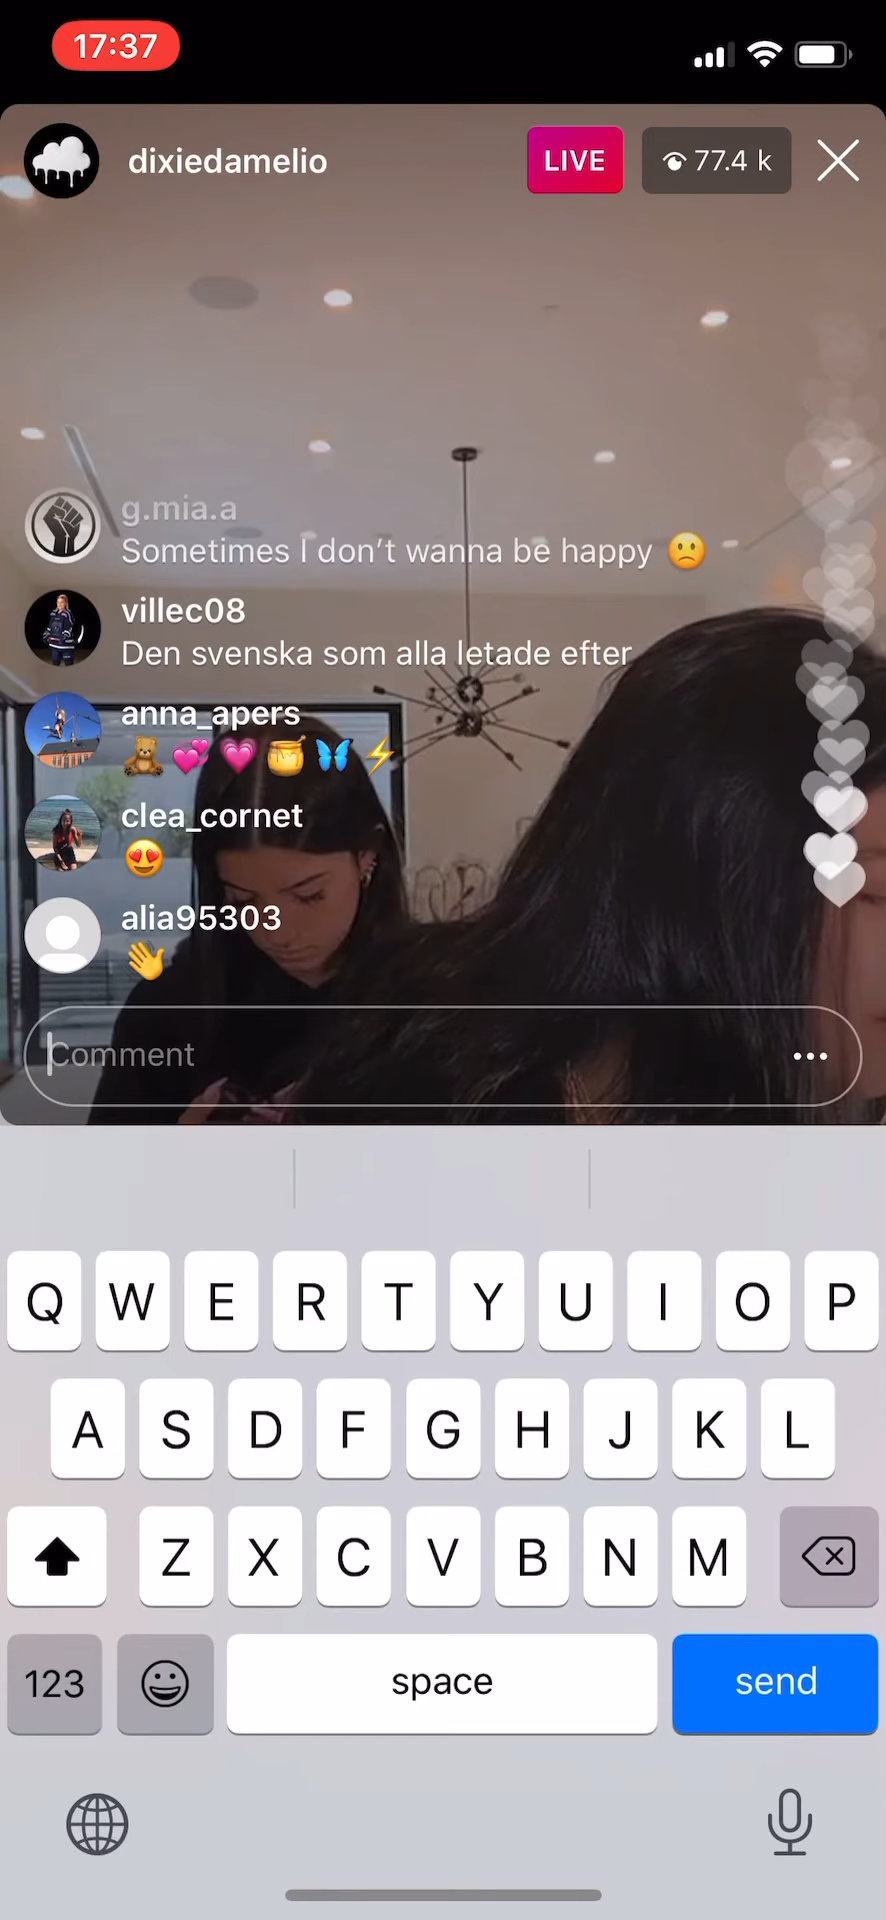 17:37
dixiedamelio
LIVE
77.4 k
g.mia.a
Sometimes I don’t wanna be happy 🙁
villec08
Den svenska som alla letade efter
anna_apers
🧸💞💗🍯🦋⚡
clea_cornet
😍
alia95303
👋
Comment
Q W E R T Y U I O P
A S D F G H J K L
Z X C V B N M
123
space
send